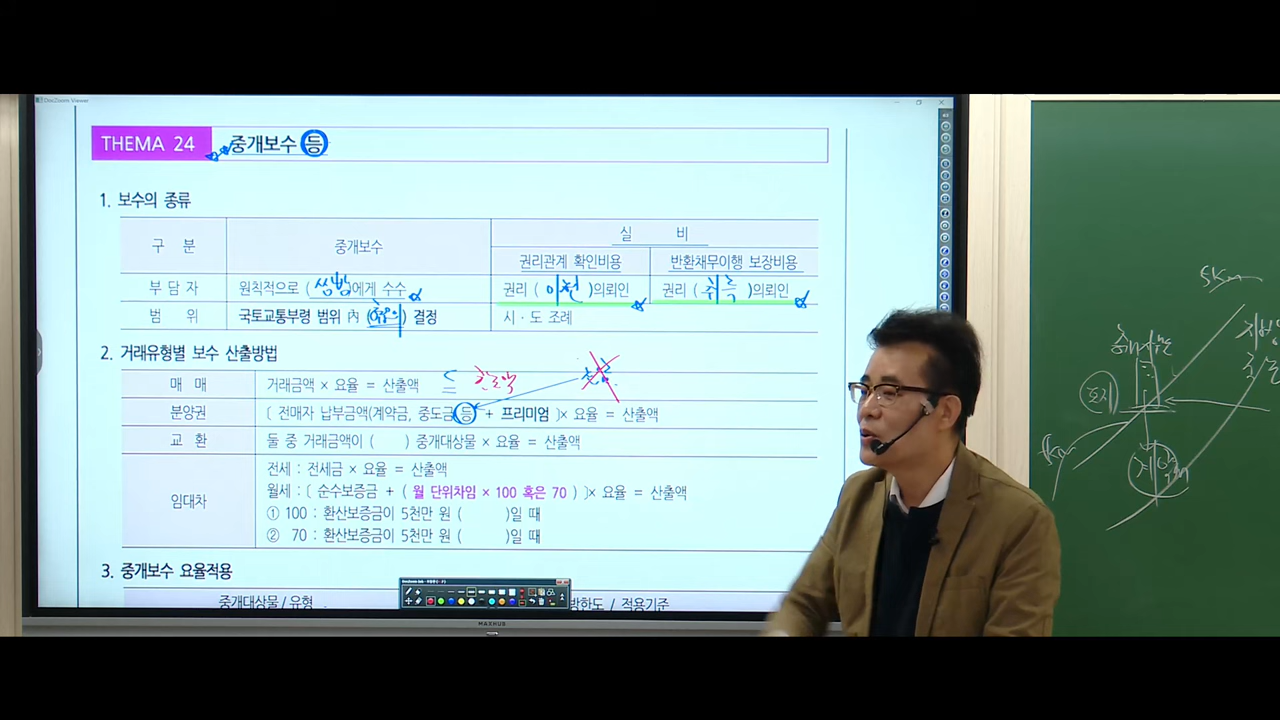 DocZoom Viewer
THEMA 24 중개보수 등
1. 보수의 종류
구 분 중개보수 실 비
권리관계 확인비용 반환채무이행 보장비용
부 담 자 원칙적으로 (쌍방)에게 수수 권리 ( 이전 )의뢰인 권리 ( 취득 )의뢰인
범 위 국토교통부령 범위 內 ( ) 결정 시·도 조례
2. 거래유형별 보수 산출방법
매 매 거래금액 × 요율 = 산출액 한도액
분양권 〔 전매자 납부금액(계약금, 중도금 등 + 프리미엄 〕× 요율 = 산출액
교 환 둘 중 거래금액이 ( ) 중개대상물 × 요율 = 산출액
임대차 전세 : 전세금 × 요율 = 산출액
월세 : 〔 순수보증금 + ( 월 단위차임 × 100 혹은 70 ) 〕× 요율 = 산출액
① 100 : 환산보증금이 5천만 원 ( )일 때
② 70 : 환산보증금이 5천만 원 ( )일 때
3. 중개보수 요율적용
중개대상물 / 유형 방한도 / 적용기준
MAXHUB
5km